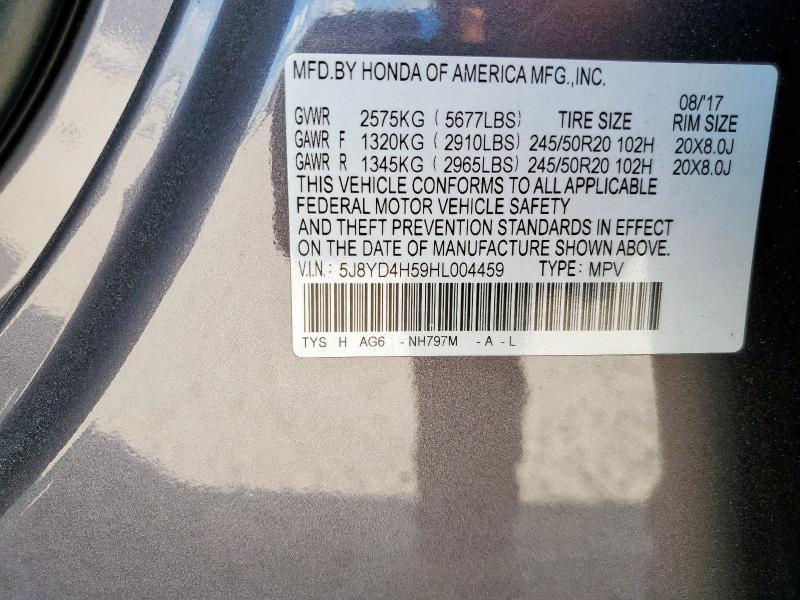 MFD.BY HONDA OF AMERICA MFG.,INC.
08/'17
GVWR 2575KG (5677LBS) TIRE SIZE RIM SIZE
GAWR F 1320KG (2910LBS) 245/50R20 102H 20X8.0J
GAWR R 1345KG (2965LBS) 245/50R20 102H 20X8.0J
THIS VEHICLE CONFORMS TO ALL APPLICABLE
FEDERAL MOTOR VEHICLE SAFETY
AND THEFT PREVENTION STANDARDS IN EFFECT
ON THE DATE OF MANUFACTURE SHOWN ABOVE.
V.I.N.: 5J8YD4H59HL004459 TYPE: MPV
TYS H AG6 -NH797M -A -L